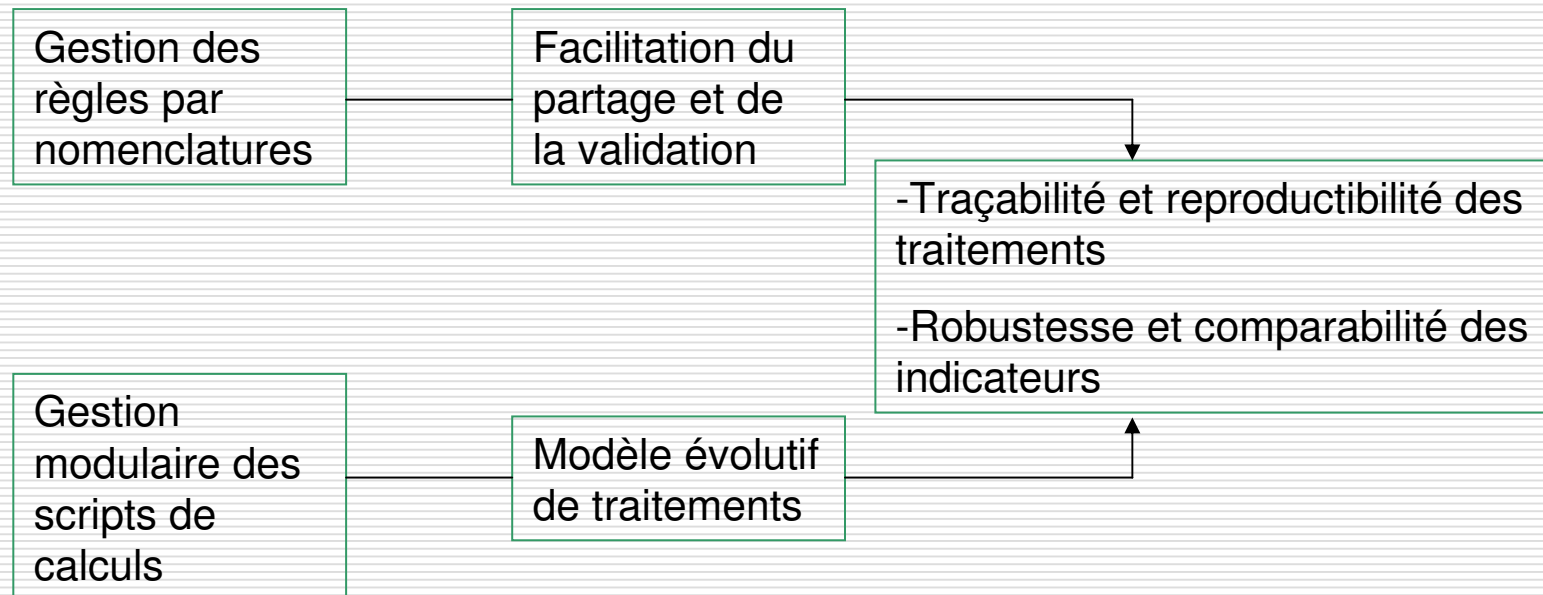 Gestion des
règles par
nomenclatures
Facilitation du
partage et de
la validation
-Traçabilité et reproductibilité des
traitements
-Robustesse et comparabilité des
indicateurs
Gestion
modulaire des
scripts de
calculs
Modèle évolutif
de traitements